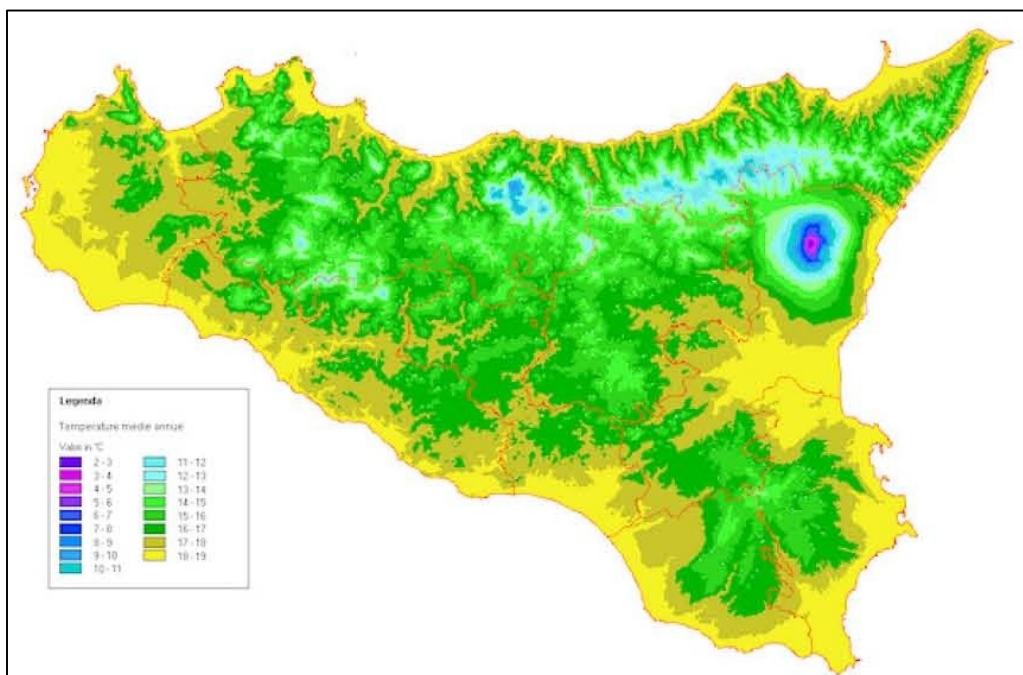 Legenda
Temperature medie annue
Valori in °C
2 - 3
3 - 4
4 - 5
5 - 6
6 - 7
7 - 8
8 - 9
9 - 10
10 - 11
11 - 12
12 - 13
13 - 14
14 - 15
15 - 16
16 - 17
17 - 18
18 - 19